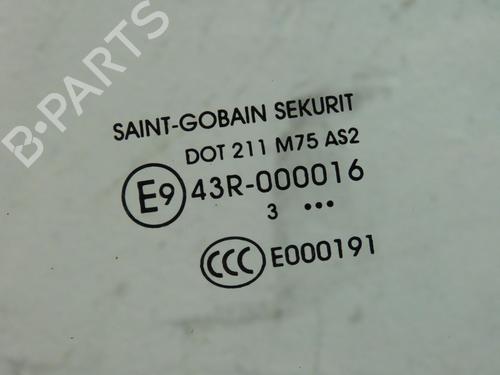 B-PARTS
SAINT-GOBAIN SEKURIT
DOT 211 M75 AS2
E9 43R-000016
3 •••
CCC E000191